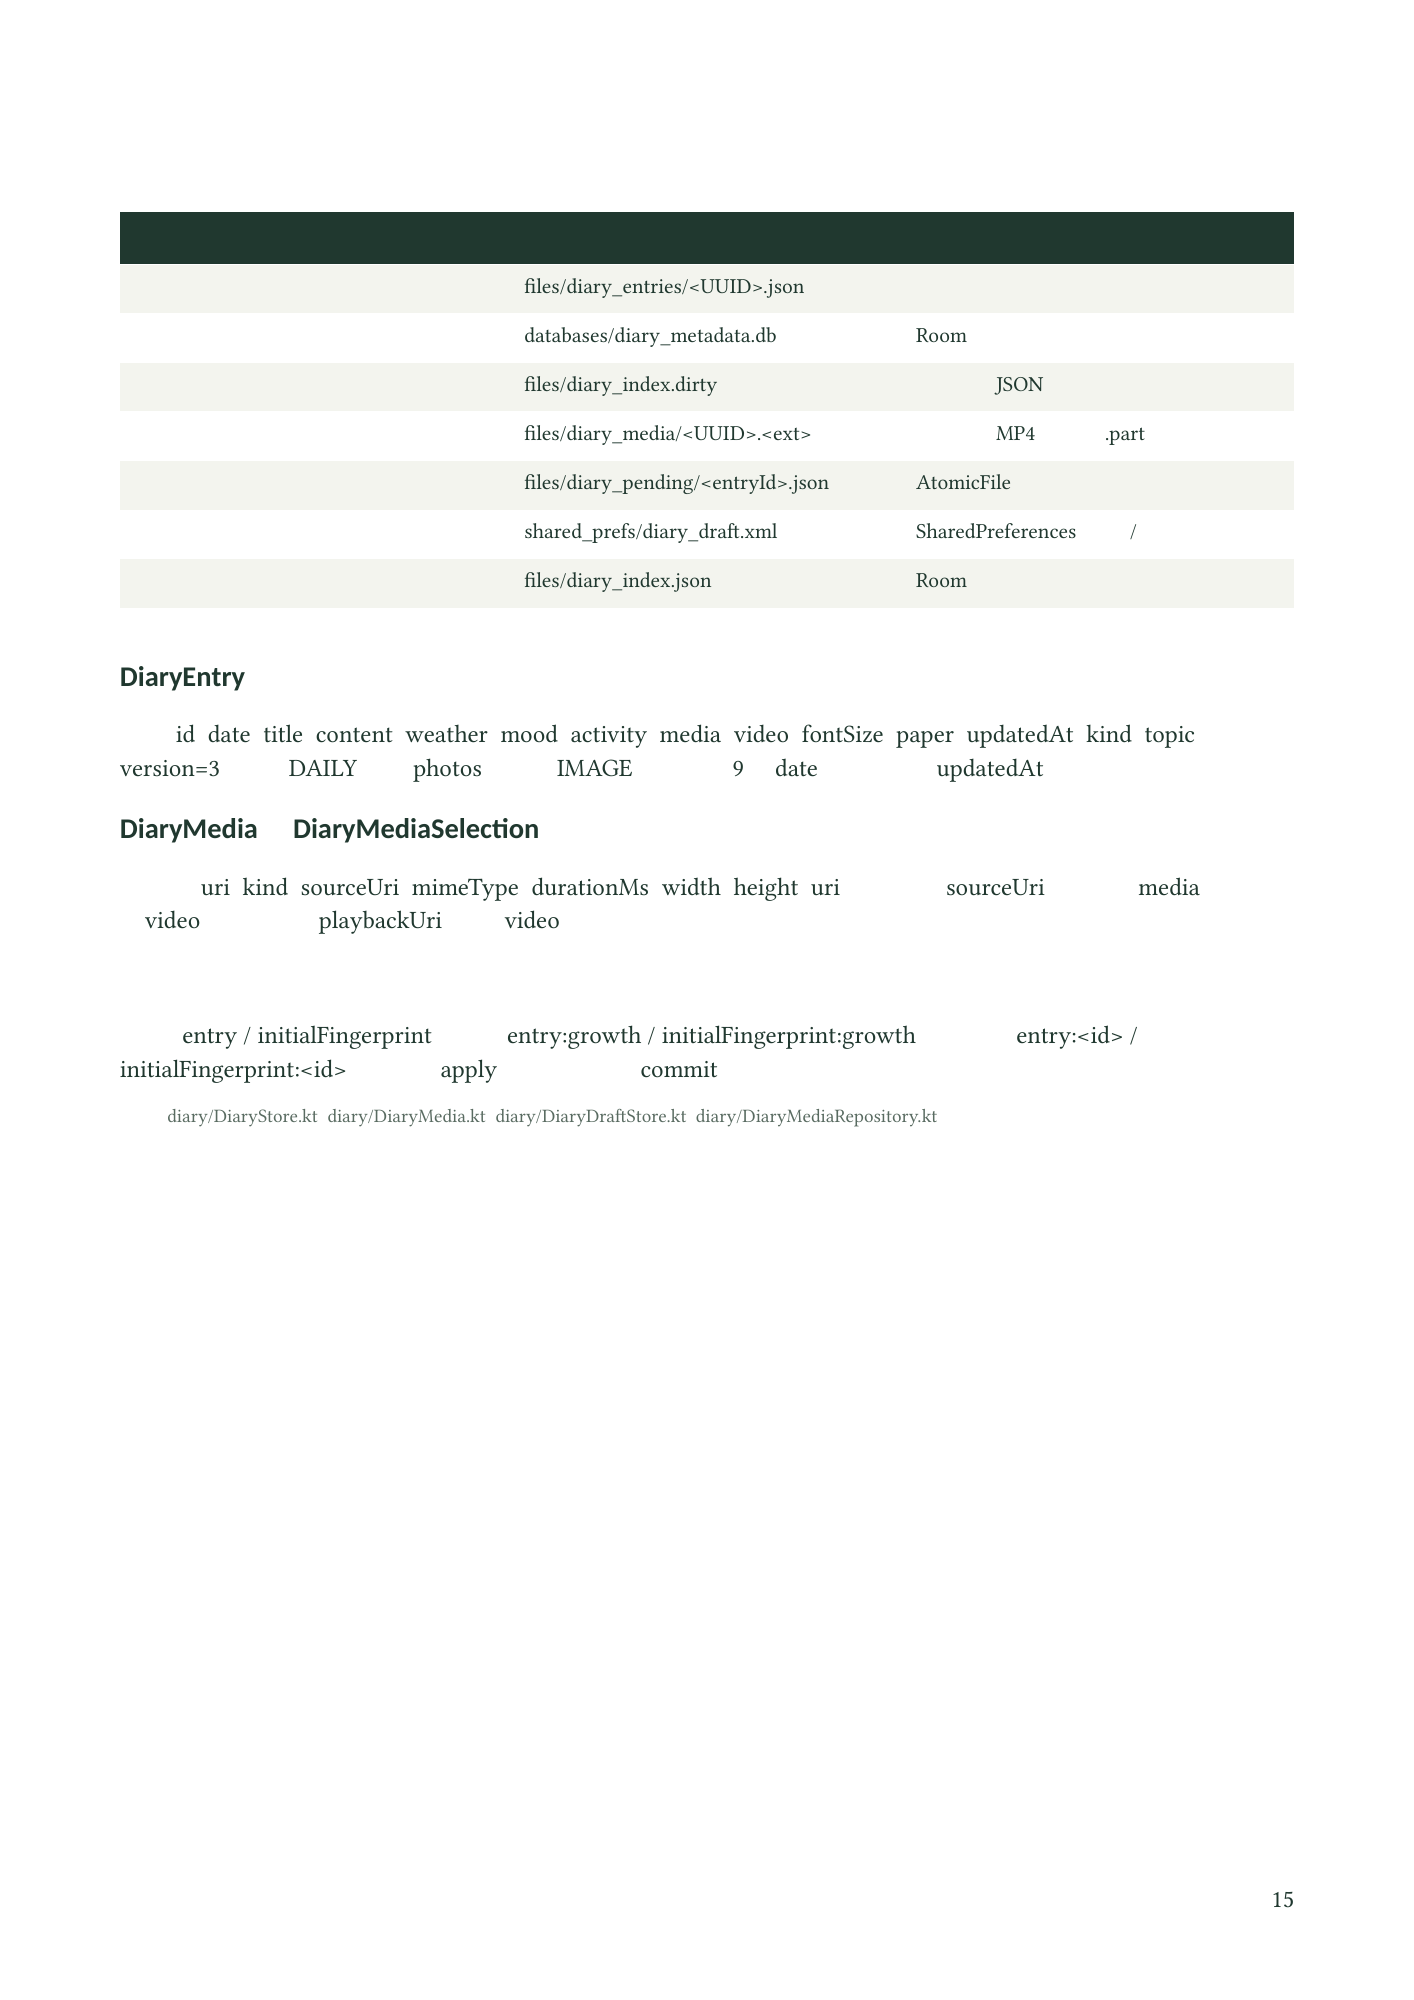 files/diary_entries/<UUID>.json
databases/diary_metadata.db Room
files/diary_index.dirty JSON
files/diary_media/<UUID>.<ext> MP4 .part
files/diary_pending/<entryId>.json AtomicFile
shared_prefs/diary_draft.xml SharedPreferences /
files/diary_index.json Room
DiaryEntry
id date title content weather mood activity media video fontSize paper updatedAt kind topic
version=3 DAILY photos IMAGE 9 date updatedAt
DiaryMedia DiaryMediaSelection
uri kind sourceUri mimeType durationMs width height uri sourceUri media
video playbackUri video
entry / initialFingerprint entry:growth / initialFingerprint:growth entry:<id> /
initialFingerprint:<id> apply commit
diary/DiaryStore.kt diary/DiaryMedia.kt diary/DiaryDraftStore.kt diary/DiaryMediaRepository.kt
15